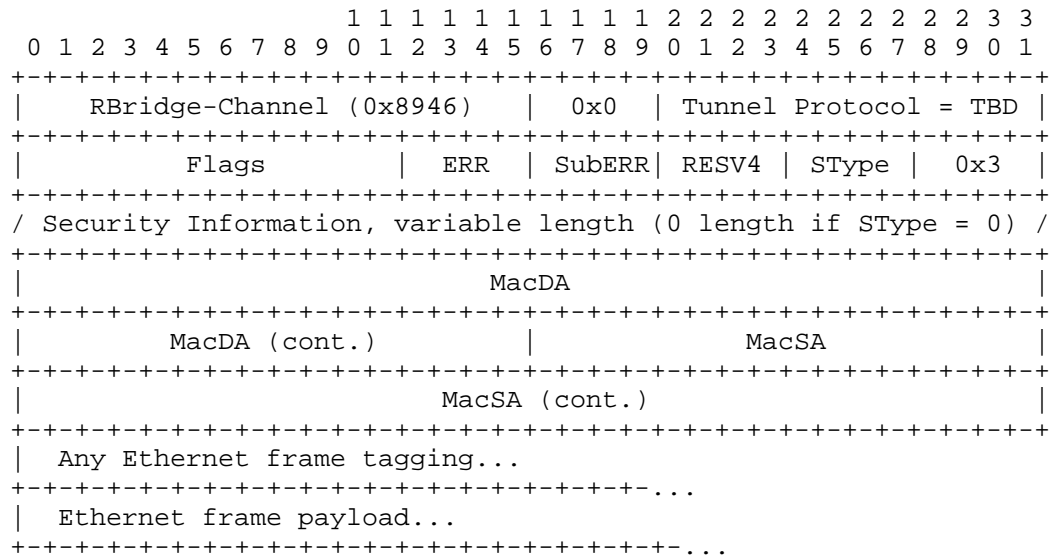 1 1 1 1 1 1 1 1 1 1 2 2 2 2 2 2 2 2 2 2 3 3
 0 1 2 3 4 5 6 7 8 9 0 1 2 3 4 5 6 7 8 9 0 1 2 3 4 5 6 7 8 9 0 1
+-+-+-+-+-+-+-+-+-+-+-+-+-+-+-+-+-+-+-+-+-+-+-+-+-+-+-+-+-+-+-+-+
|    RBridge-Channel (0x8946)   |  0x0  | Tunnel Protocol = TBD |
+-+-+-+-+-+-+-+-+-+-+-+-+-+-+-+-+-+-+-+-+-+-+-+-+-+-+-+-+-+-+-+-+
|          Flags        |  ERR  | SubERR| RESV4 | SType |  0x3  |
+-+-+-+-+-+-+-+-+-+-+-+-+-+-+-+-+-+-+-+-+-+-+-+-+-+-+-+-+-+-+-+-+
/ Security Information, variable length (0 length if SType = 0) /
+-+-+-+-+-+-+-+-+-+-+-+-+-+-+-+-+-+-+-+-+-+-+-+-+-+-+-+-+-+-+-+-+
|                             MacDA                             |
+-+-+-+-+-+-+-+-+-+-+-+-+-+-+-+-+-+-+-+-+-+-+-+-+-+-+-+-+-+-+-+-+
|         MacDA (cont.)         |             MacSA             |
+-+-+-+-+-+-+-+-+-+-+-+-+-+-+-+-+-+-+-+-+-+-+-+-+-+-+-+-+-+-+-+-+
|                          MacSA (cont.)                        |
+-+-+-+-+-+-+-+-+-+-+-+-+-+-+-+-+-+-+-+-+-+-+-+-+-+-+-+-+-+-+-+-+
|  Any Ethernet frame tagging...
+-+-+-+-+-+-+-+-+-+-+-+-+-+-+-+-+-+-+-+-...
|  Ethernet frame payload...
+-+-+-+-+-+-+-+-+-+-+-+-+-+-+-+-+-+-+-+-+-...